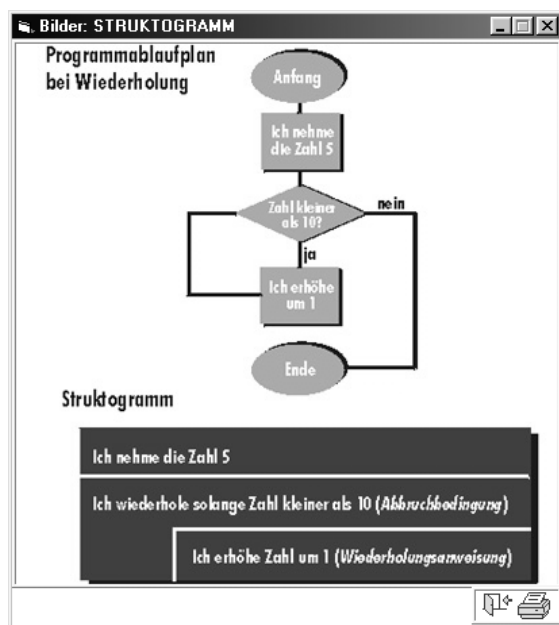 Bilder: STRUKTOGRAMM
Programmablaufplan
bei Wiederholung
Anfang
Ich nehme
die Zahl 5
Zahl kleiner
als 10?
nein
ja
Ich erhöhe
um 1
Ende
Struktogramm
Ich nehme die Zahl 5
Ich wiederhole solange Zahl kleiner als 10 (Abbruchbedingung)
Ich erhöhe Zahl um 1 (Wiederholungsanweisung)